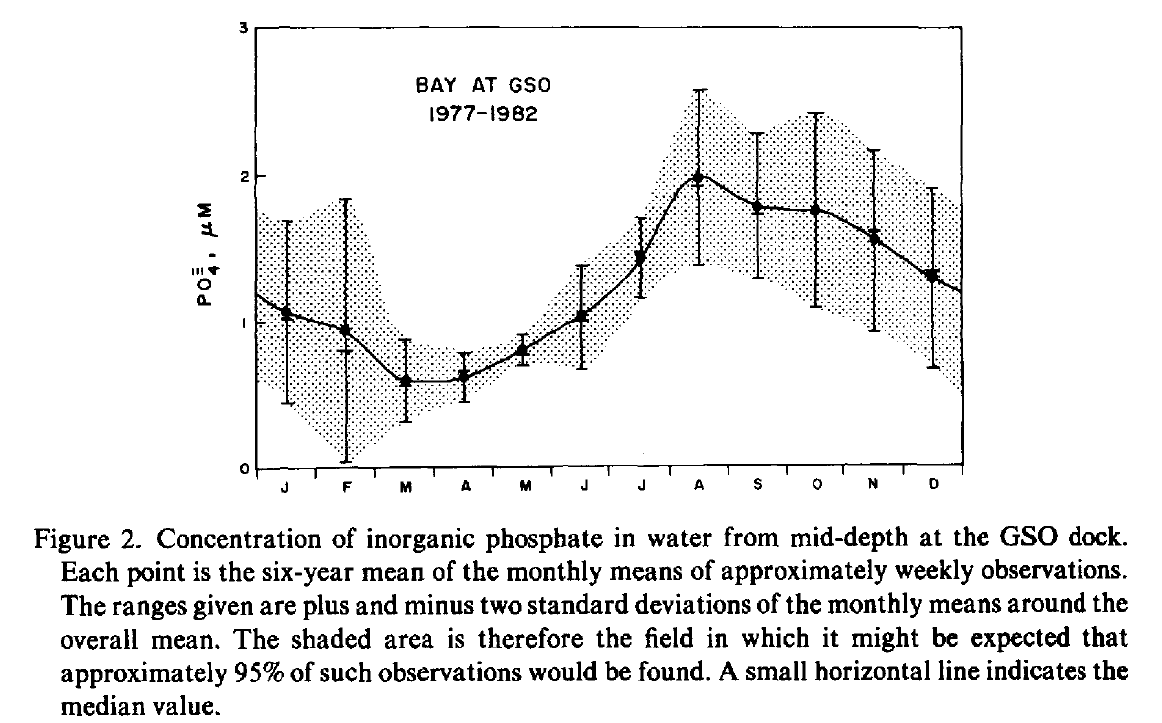 3
BAY AT GSO
1977-1982
2
PO₄≡, μM
1
0
J F M A M J J A S O N D
Figure 2. Concentration of inorganic phosphate in water from mid-depth at the GSO dock.
Each point is the six-year mean of the monthly means of approximately weekly observations.
The ranges given are plus and minus two standard deviations of the monthly means around the
overall mean. The shaded area is therefore the field in which it might be expected that
approximately 95% of such observations would be found. A small horizontal line indicates the
median value.